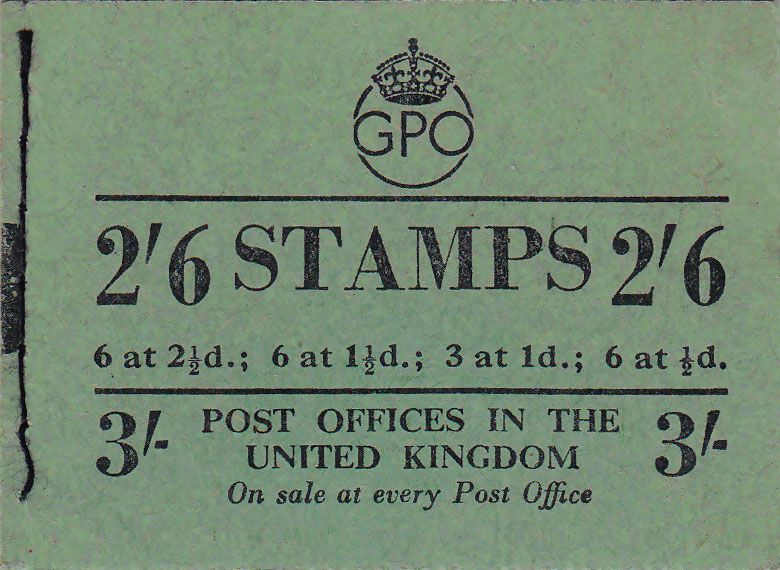 GPO
2'6 STAMPS 2'6
6 at 2½d.; 6 at 1½d.; 3 at 1d.; 6 at ½d.
3/- POST OFFICES IN THE 3/-
UNITED KINGDOM
On sale at every Post Office